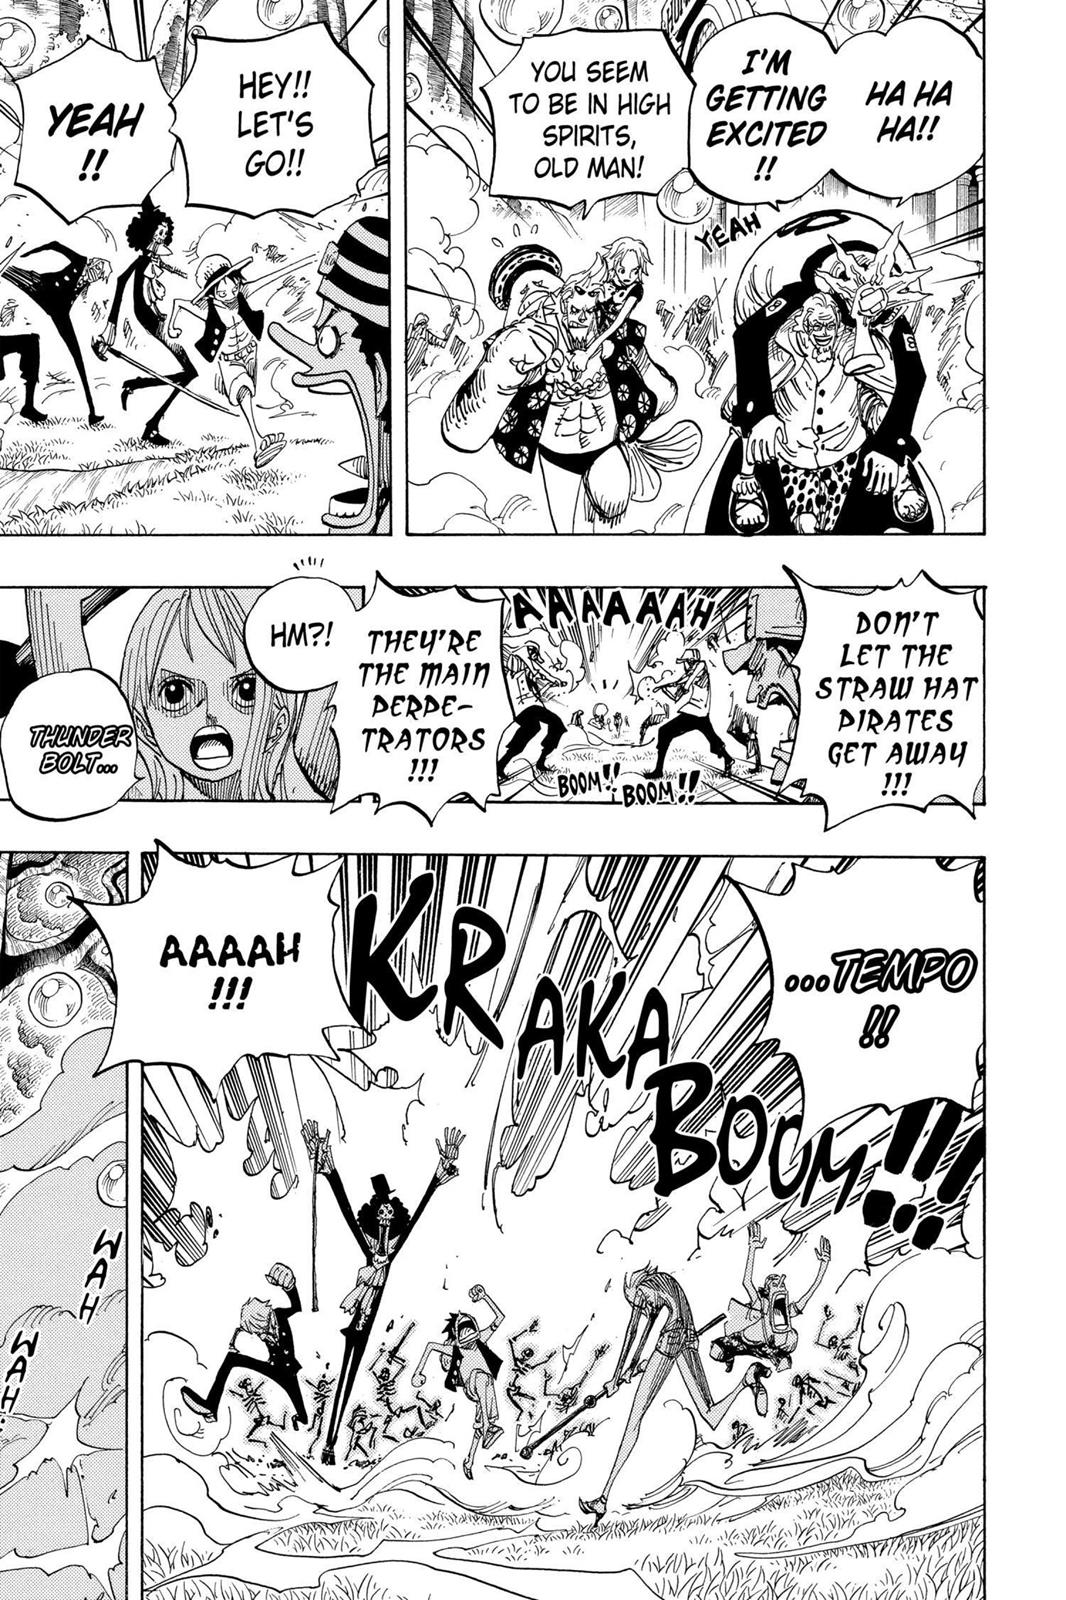 HA HA
HA!!
I'M
GETTING
EXCITED
!!
YEAH
YOU SEEM
TO BE IN HIGH
SPIRITS,
OLD MAN!
HEY!!
LET'S
GO!!
YEAH
!!
DON'T
LET THE
STRAW HAT
PIRATES
GET AWAY
!!!
AAAAAAH
BOOM!!
BOOM!!
THEY'RE
THE MAIN
PERPE-
TRATORS
!!!
HM?!
THUNDER
BOLT...
...TEMPO
!!
KRAKA
BOOM!!!
AAAAH
!!!
WAH
WAH